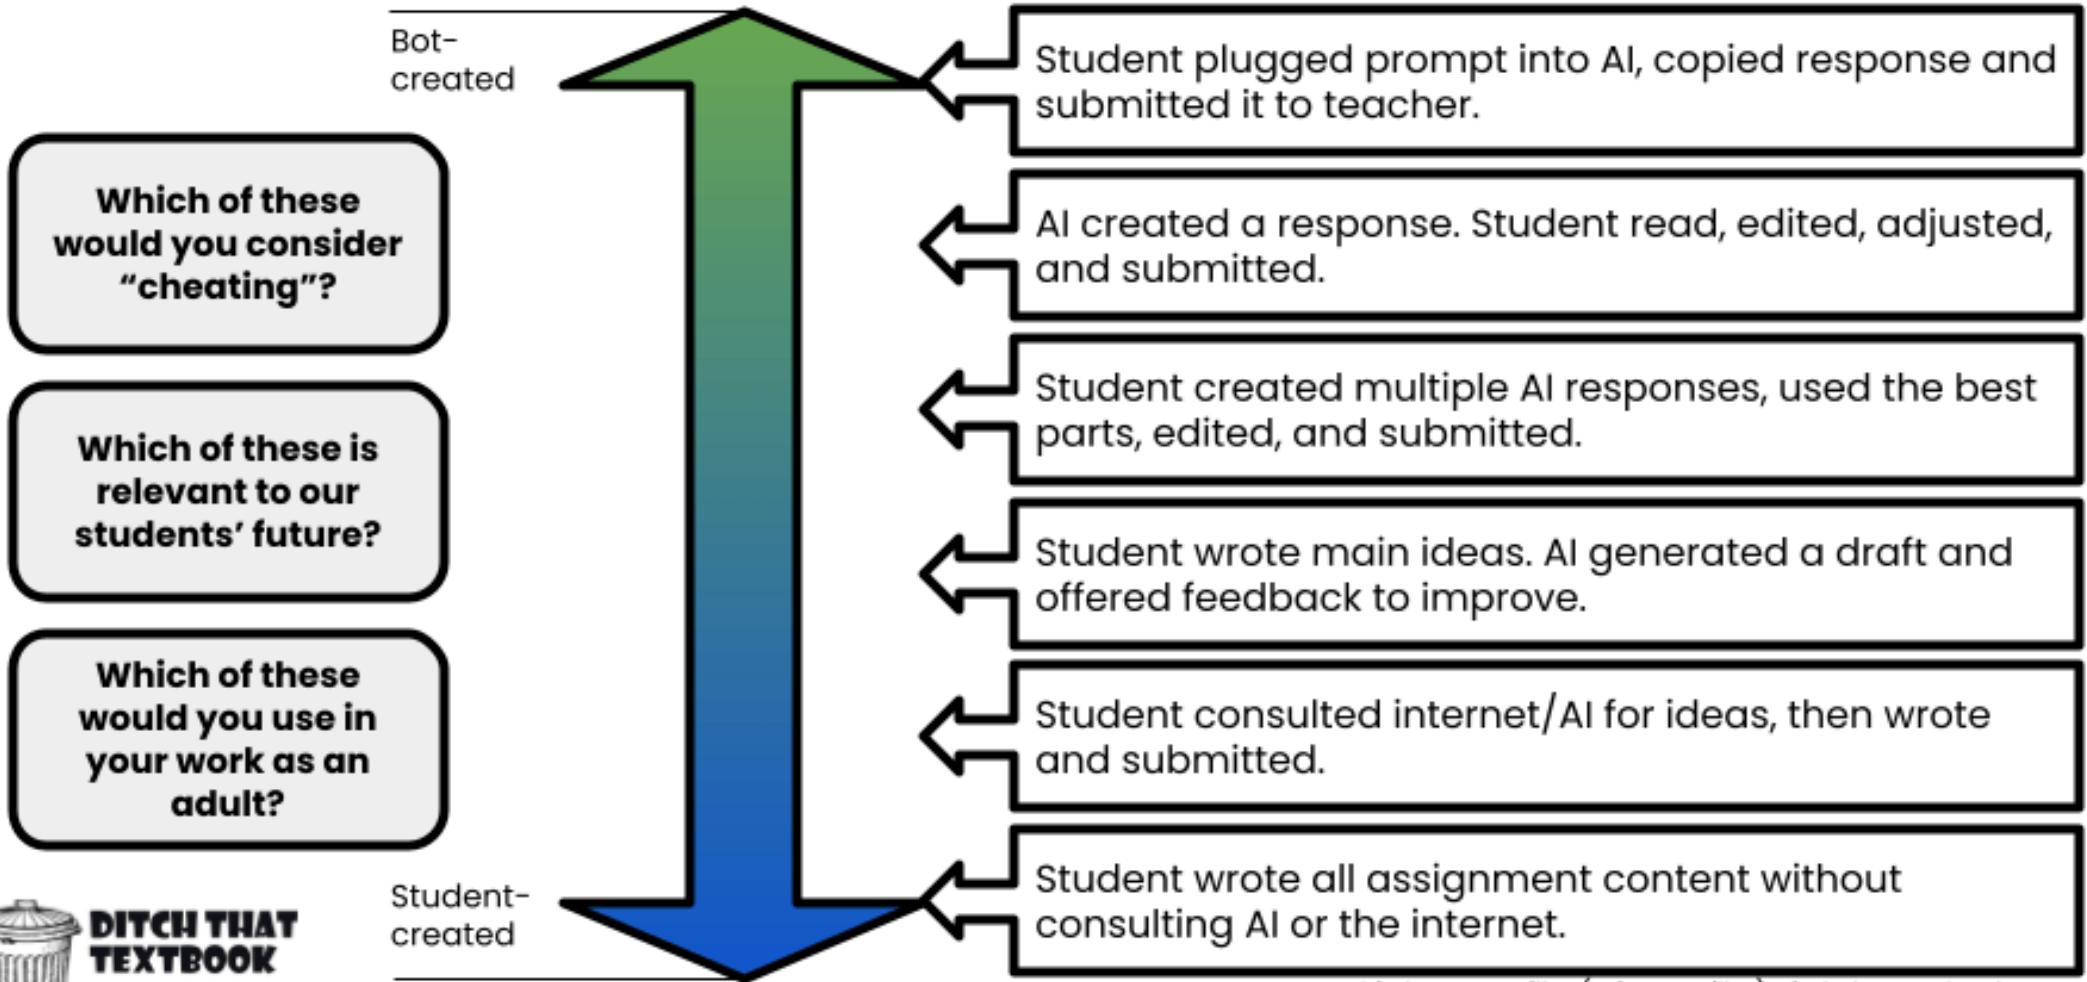 Bot-
created
Which of these
would you consider
“cheating”?
Which of these is
relevant to our
students’ future?
Which of these
would you use in
your work as an
adult?
Student-
created
DITCH THAT
TEXTBOOK
Student plugged prompt into AI, copied response and
submitted it to teacher.
AI created a response. Student read, edited, adjusted,
and submitted.
Student created multiple AI responses, used the best
parts, edited, and submitted.
Student wrote main ideas. AI generated a draft and
offered feedback to improve.
Student consulted internet/AI for ideas, then wrote
and submitted.
Student wrote all assignment content without
consulting AI or the internet.